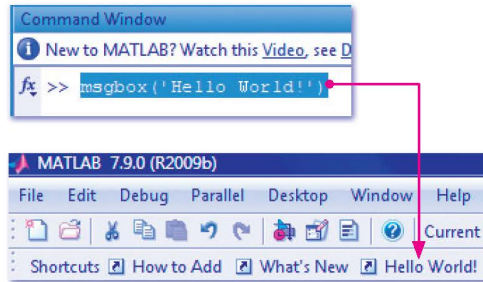 Command Window
New to MATLAB? Watch this Video, see D
fx >> msgbox('Hello World!')
MATLAB 7.9.0 (R2009b)
File Edit Debug Parallel Desktop Window Help
Current
Shortcuts How to Add What's New Hello World!